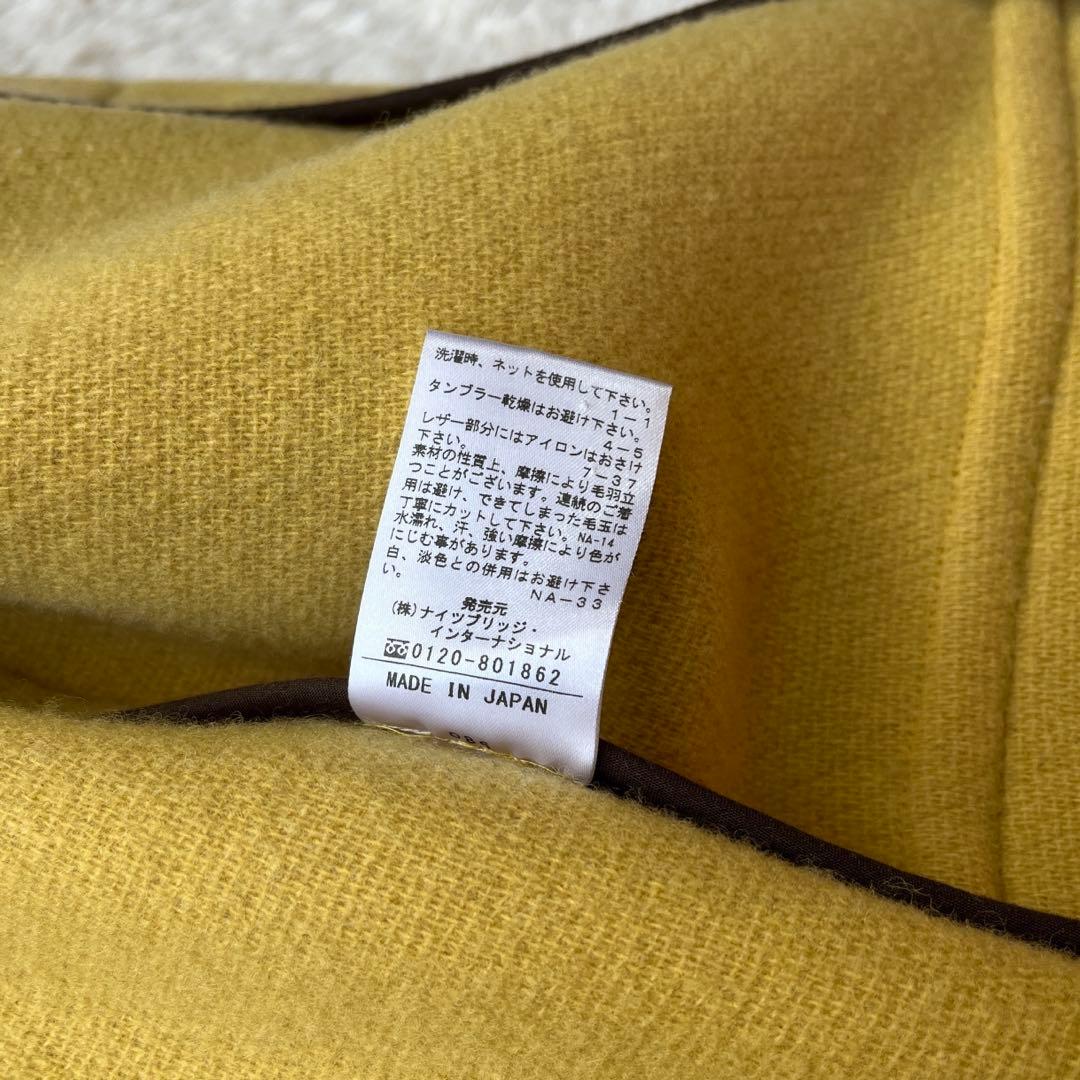 洗濯時、ネットを使用して下さい。
1－1
タンブラー乾燥はお避け下さい。
4－5
レザー部分にはアイロンはおさけ
下さい。
7－37
素材の性質上、摩擦により毛羽立
つことがございます。連続のご着
用は避け、できてしまった毛玉は
丁寧にカットして下さい。NA-14
水濡れ、汗、強い摩擦により色が
にじむ事があります。
白、淡色との併用はお避け下さ
い。
NA－33
発売元
(株)ナイツブリッジ・
インターナショナル
0120-801862
MADE IN JAPAN